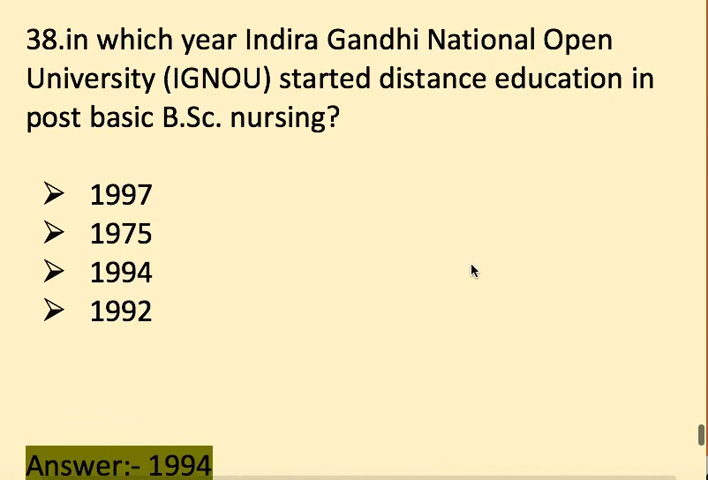 38.in which year Indira Gandhi National Open
University (IGNOU) started distance education in
post basic B.Sc. nursing?
➢ 1997
➢ 1975
➢ 1994
➢ 1992
Answer:- 1994